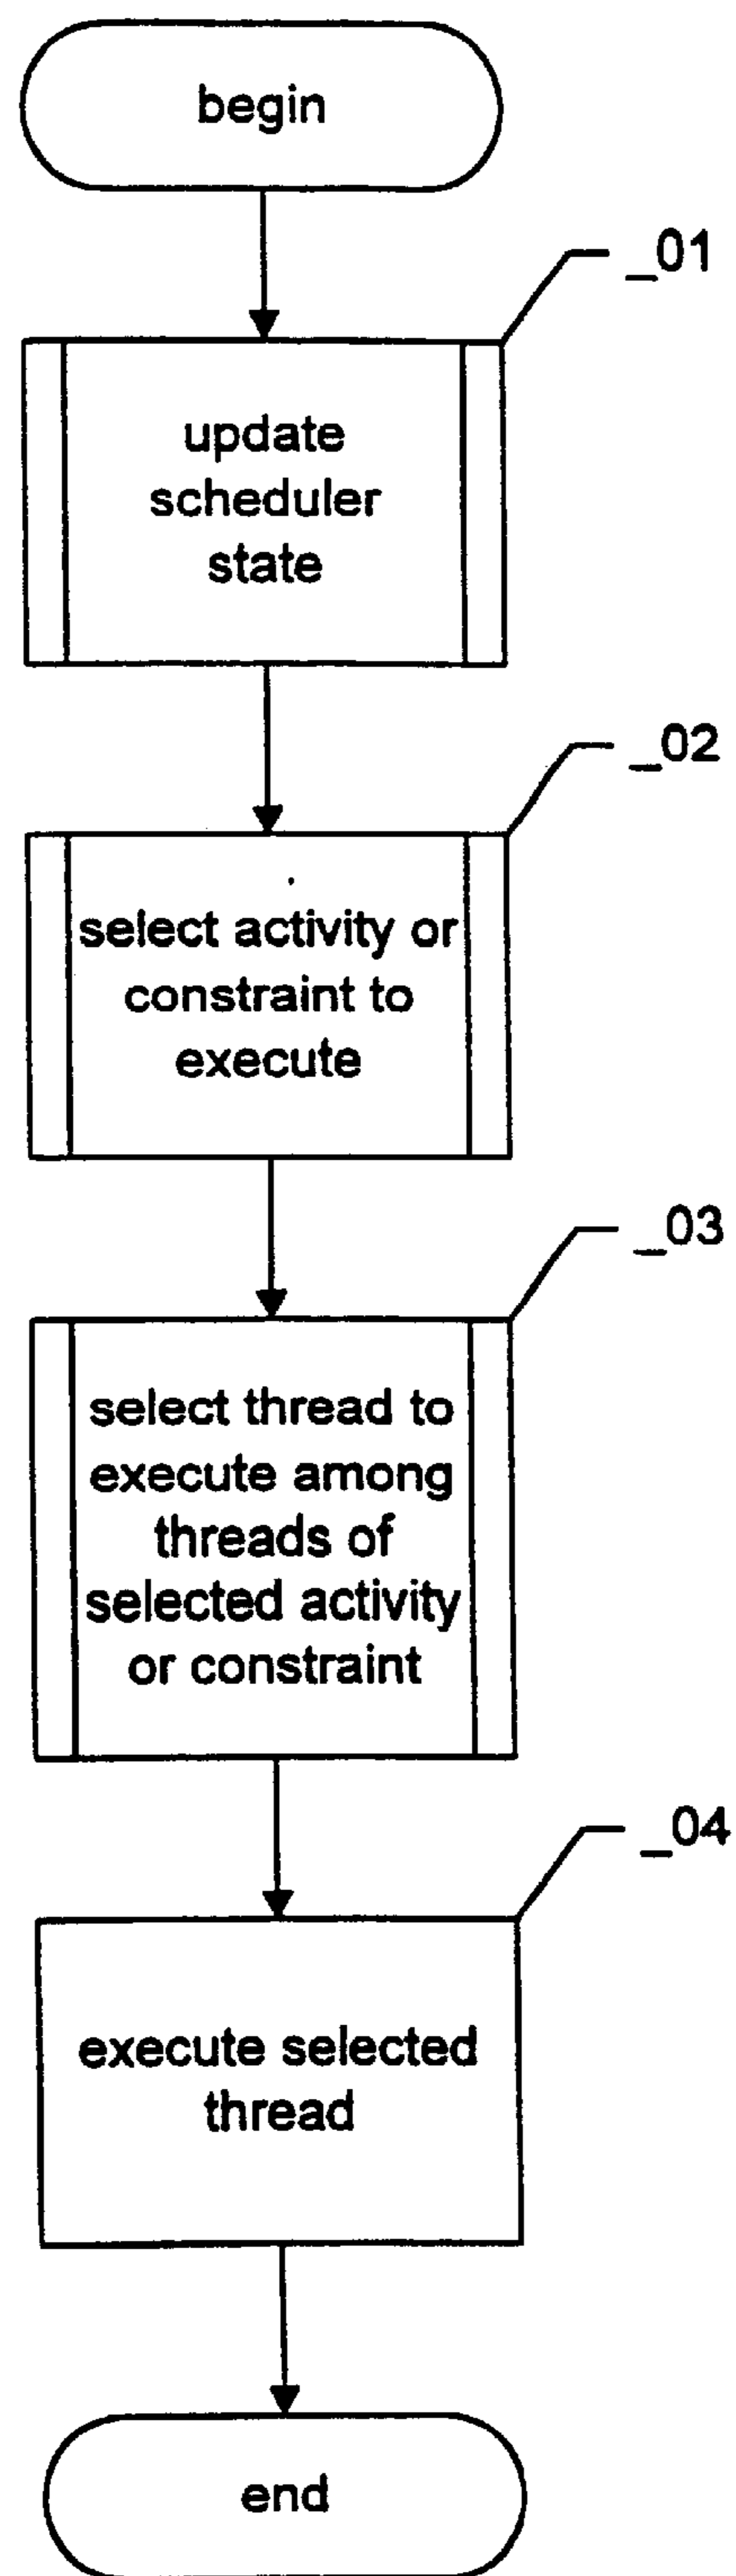 begin
_01
update
scheduler
state
_02
select activity or
constraint to
execute
_03
select thread to
execute among
threads of
selected activity
or constraint
_04
execute selected
thread
end